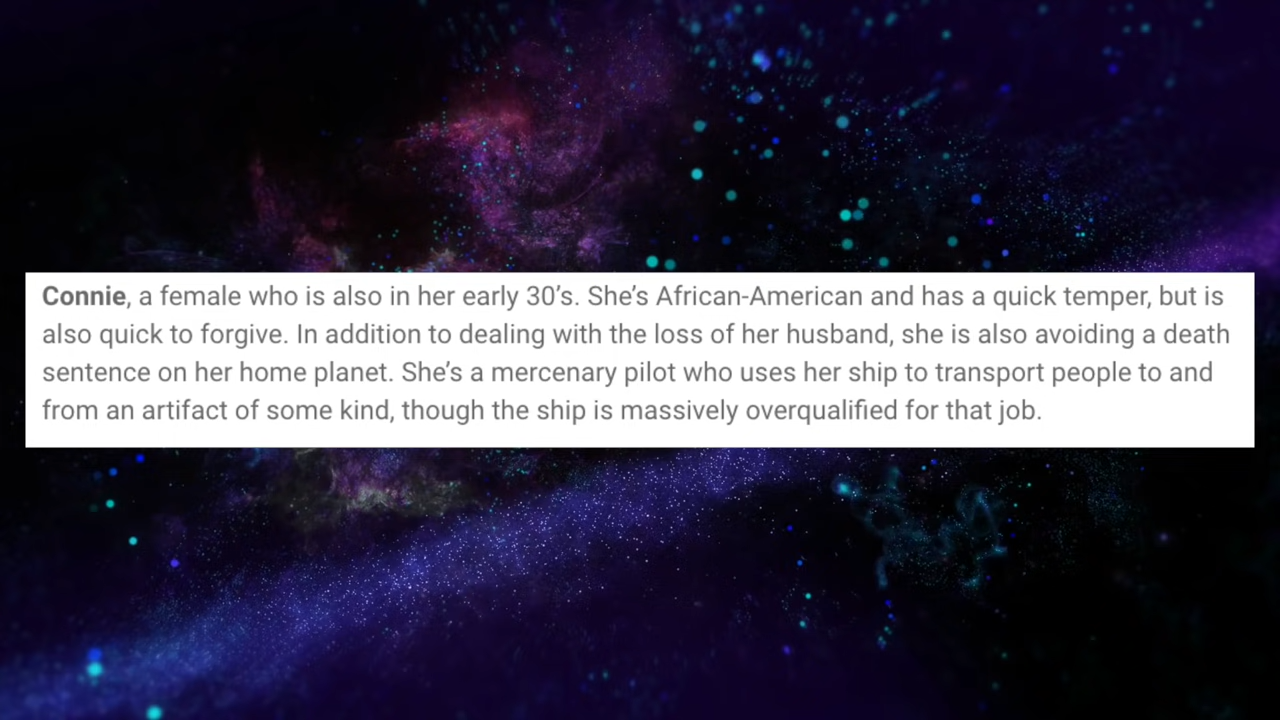 Connie, a female who is also in her early 30’s. She’s African-American and has a quick temper, but is
also quick to forgive. In addition to dealing with the loss of her husband, she is also avoiding a death
sentence on her home planet. She’s a mercenary pilot who uses her ship to transport people to and
from an artifact of some kind, though the ship is massively overqualified for that job.